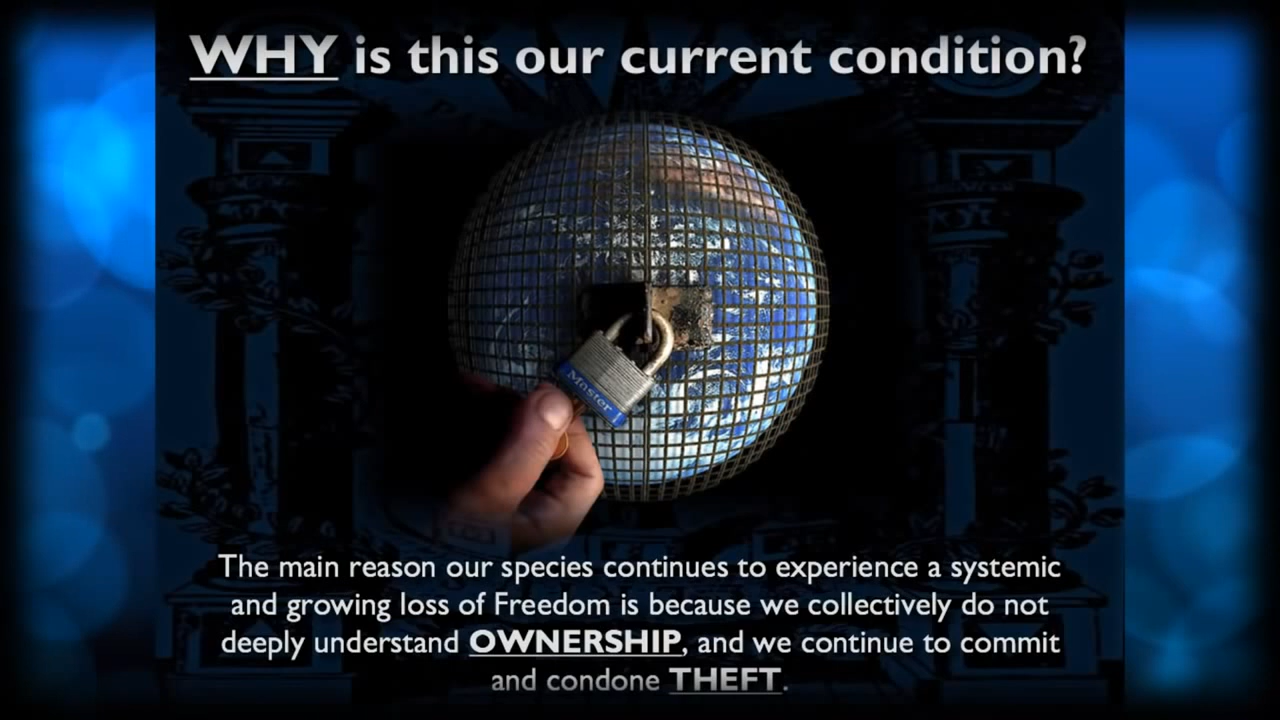 WHY is this our current condition?
Master
The main reason our species continues to experience a systemic
and growing loss of Freedom is because we collectively do not
deeply understand OWNERSHIP, and we continue to commit
and condone THEFT.